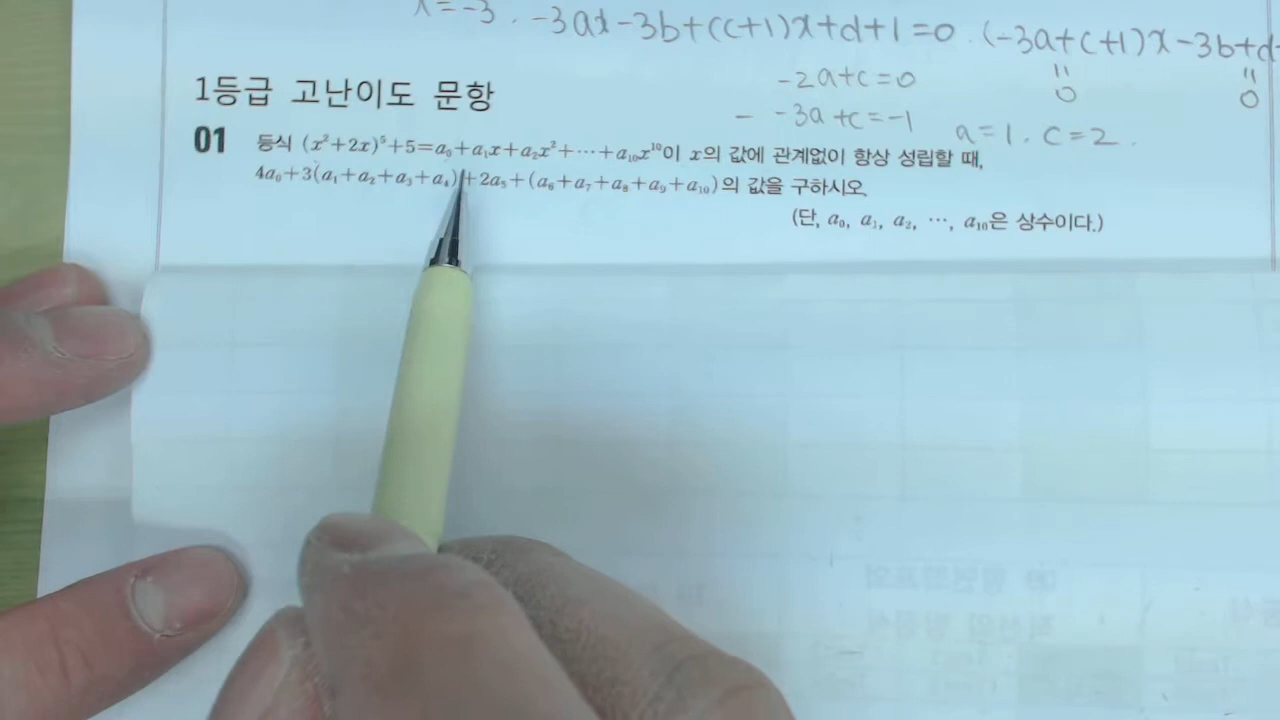 x=-3. -3ax-3b+(c+1)x+d+1=0. (-3a+c+1)x-3b+d
-2a+c=0 " "
- -3a+c=-1 0 0
a=1. c=2.
1등급 고난이도 문항
01 등식 (x²+2x)⁵+5=a₀+a₁x+a₂x²+⋯+a₁₀x¹⁰이 x의 값에 관계없이 항상 성립할 때,
4a₀+3(a₁+a₂+a₃+a₄)+2a₅+(a₆+a₇+a₈+a₉+a₁₀)의 값을 구하시오.
(단, a₀, a₁, a₂, ⋯, a₁₀은 상수이다.)